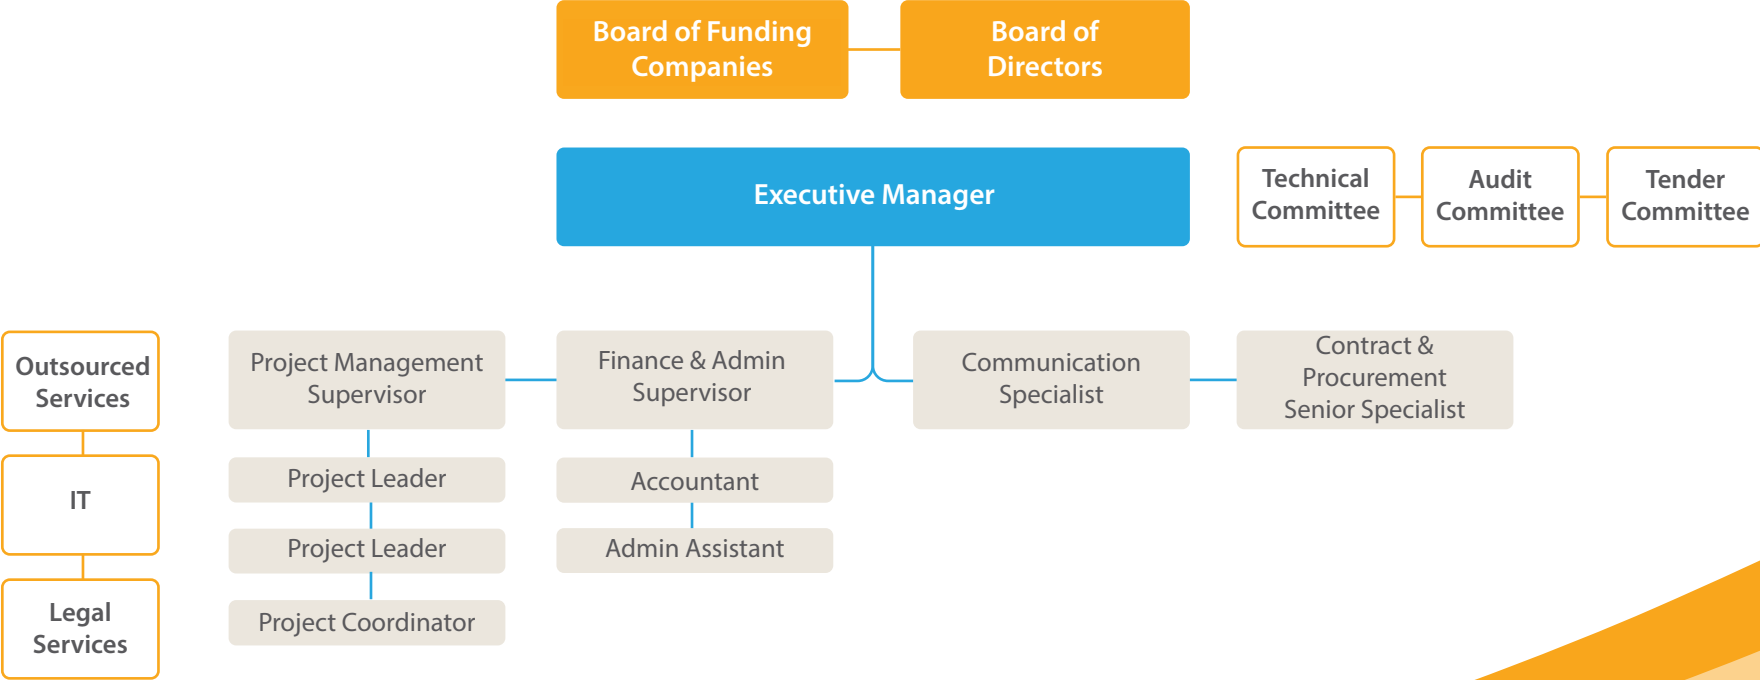 Board of Funding
Companies
Board of
Directors
Executive Manager
Technical
Committee
Audit
Committee
Tender
Committee
Outsourced
Services
IT
Legal
Services
Project Management
Supervisor
Project Leader
Project Leader
Project Coordinator
Finance & Admin
Supervisor
Accountant
Admin Assistant
Communication
Specialist
Contract &
Procurement
Senior Specialist